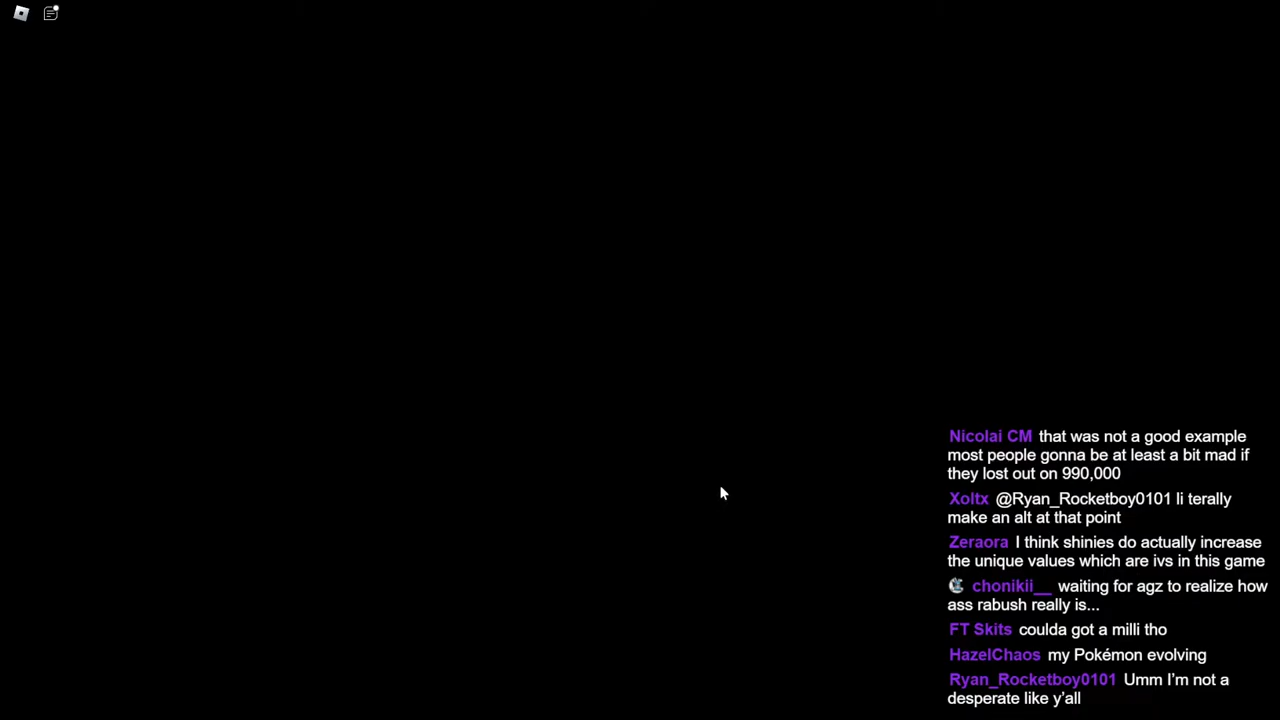 Nicolai CM that was not a good example
most people gonna be at least a bit mad if
they lost out on 990,000
Xoltx @Ryan_Rocketboy0101 li terally
make an alt at that point
Zeraora I think shinies do actually increase
the unique values which are ivs in this game
chonikii__ waiting for agz to realize how
ass rabush really is...
FT Skits coulda got a milli tho
HazelChaos my Pokémon evolving
Ryan_Rocketboy0101 Umm I’m not a
desperate like y’all